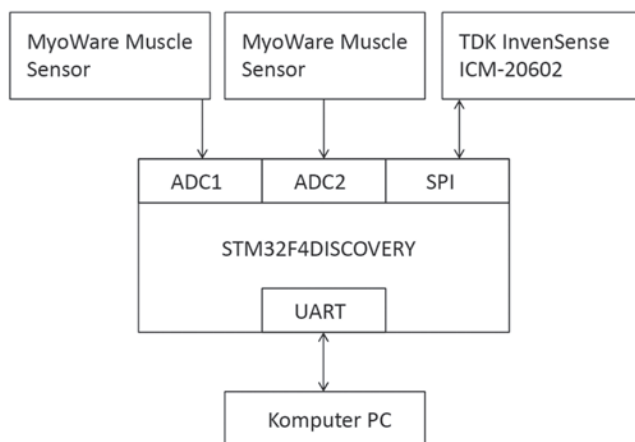 MyoWare Muscle
Sensor
MyoWare Muscle
Sensor
TDK InvenSense
ICM-20602
ADC1
ADC2
SPI
STM32F4DISCOVERY
UART
Komputer PC